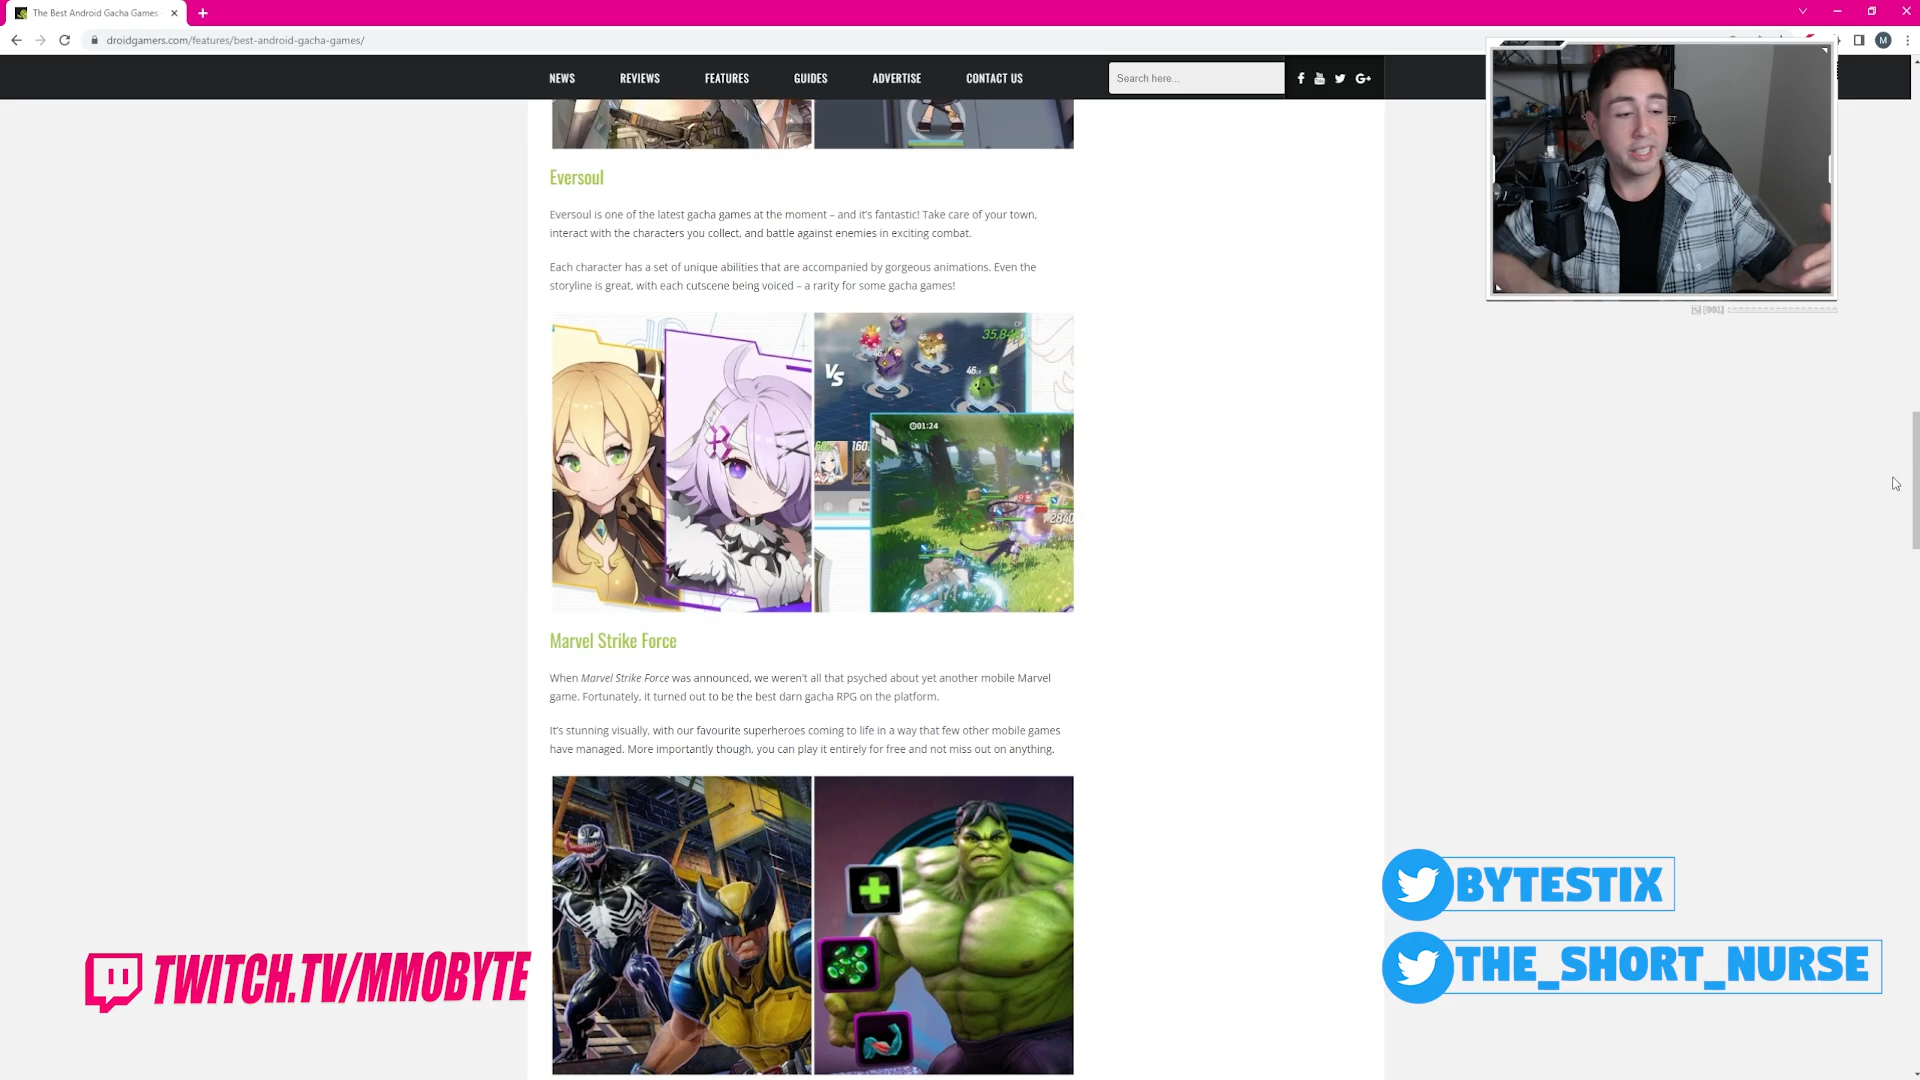 The Best Android Gacha Games
droidgamers.com/features/best-android-gacha-games/
M
NEWS REVIEWS FEATURES GUIDES ADVERTISE CONTACT US Search here...
Eversoul
Eversoul is one of the latest gacha games at the moment – and it's fantastic! Take care of your town,
interact with the characters you collect, and battle against enemies in exciting combat.
Each character has a set of unique abilities that are accompanied by gorgeous animations. Even the
storyline is great, with each cutscene being voiced – a rarity for some gacha games!
VS
01:24
Marvel Strike Force
When Marvel Strike Force was announced, we weren't all that psyched about yet another mobile Marvel
game. Fortunately, it turned out to be the best darn gacha RPG on the platform.
It's stunning visually, with our favourite superheroes coming to life in a way that few other mobile games
have managed. More importantly though, you can play it entirely for free and not miss out on anything.
BYTESTIX
THE_SHORT_NURSE
TWITCH.TV/MMOBYTE